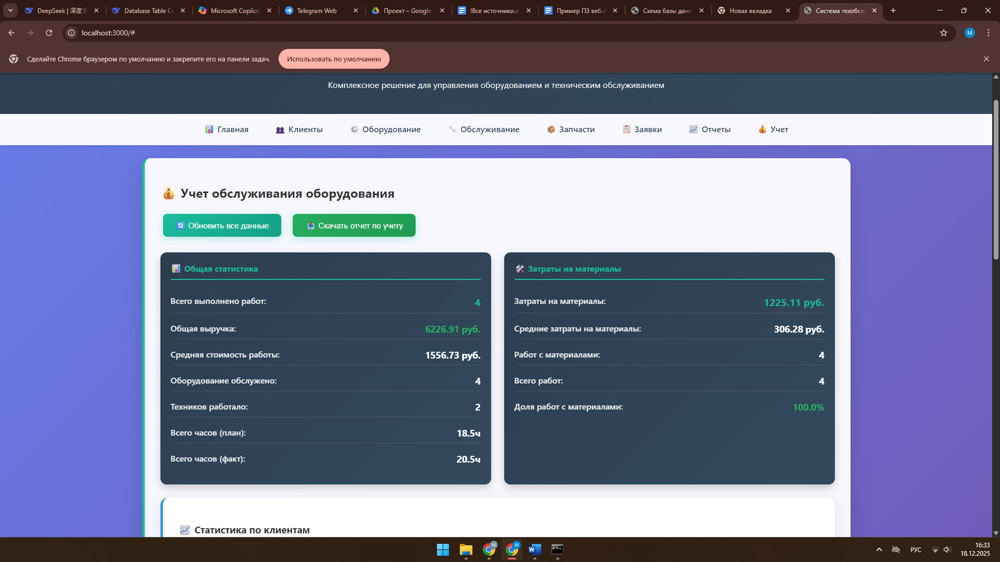 DeepSeek | 深度求
Database Table Co
Microsoft Copilot:
Telegram Web
Проект – Google
!Все источники.d
Пример ПЗ веб.d
Схема базы данн
Новая вкладка
Система техобсл
localhost:3000/#
M
Сделайте Chrome браузером по умолчанию и закрепите его на панели задач.
Использовать по умолчанию
Комплексное решение для управления оборудованием и техническим обслуживанием
Главная
Клиенты
Оборудование
Обслуживание
Запчасти
Заявки
Отчеты
Учет
Учет обслуживания оборудования
Обновить все данные
Скачать отчет по учету
Общая статистика
Всего выполнено работ: 4
Общая выручка: 6226.91 руб.
Средняя стоимость работы: 1556.73 руб.
Оборудование обслужено: 4
Техников работало: 2
Всего часов (план): 18.5ч
Всего часов (факт): 20.5ч
Затраты на материалы
Затраты на материалы: 1225.11 руб.
Средние затраты на материалы: 306.28 руб.
Работ с материалами: 4
Всего работ: 4
Доля работ с материалами: 100.0%
Статистика по клиентам
M
M
РУС
16:33
18.12.2025